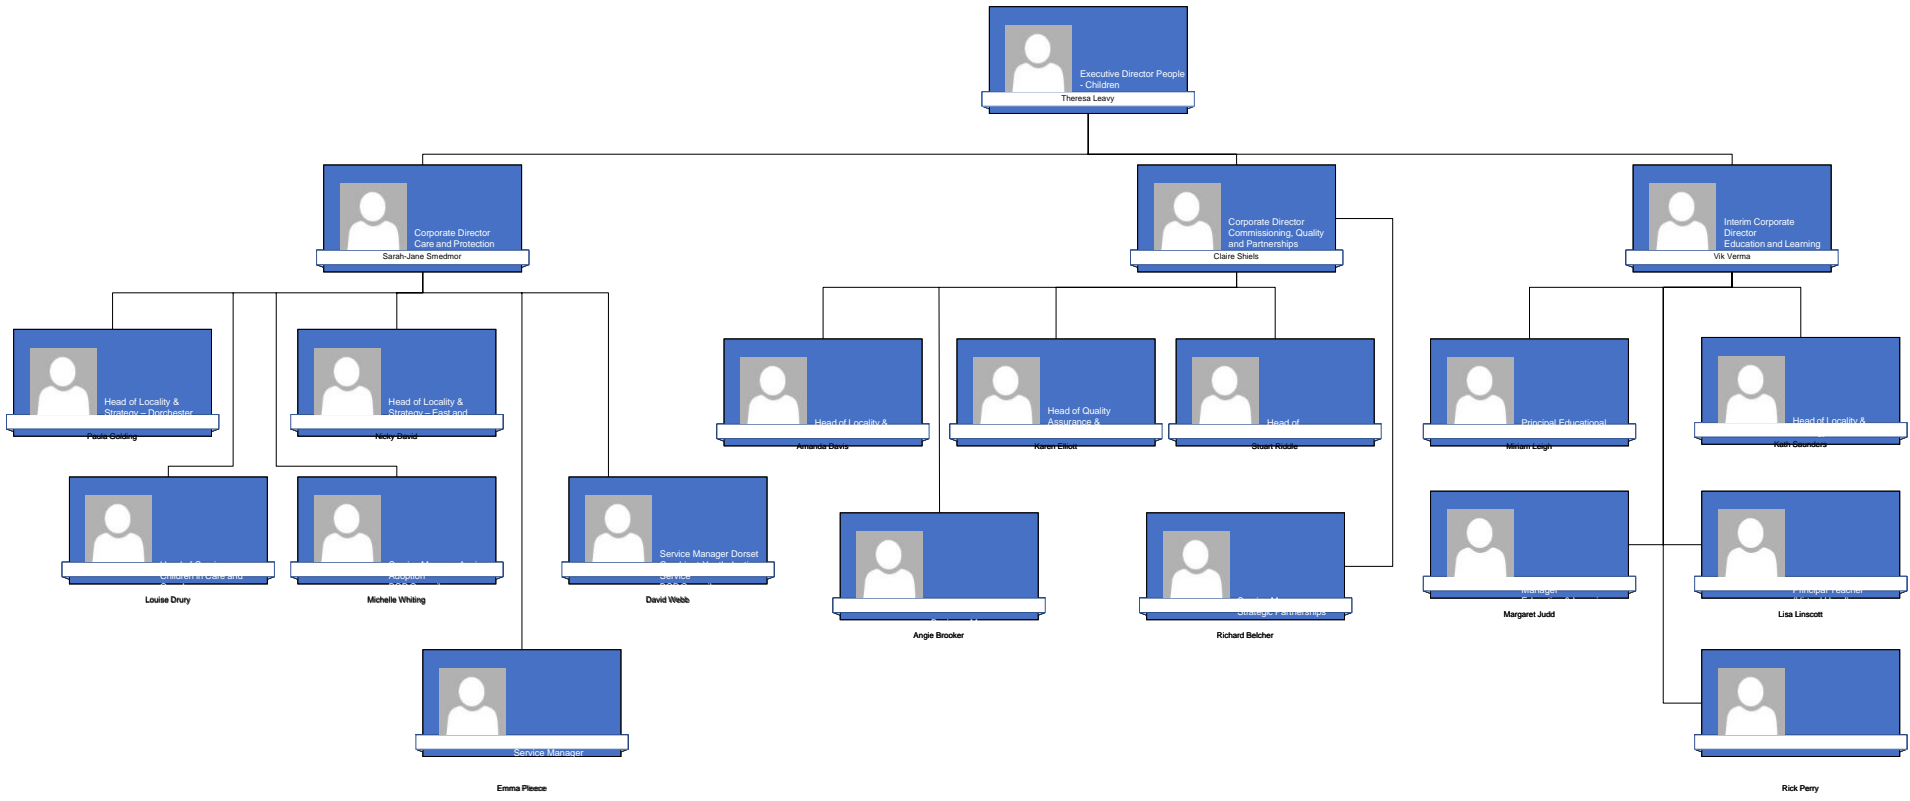 Executive Director People
- Children
Theresa Leavy
Corporate Director
Care and Protection
Sarah-Jane Smedmor
Corporate Director
Commissioning, Quality
and Partnerships
Claire Shiels
Interim Corporate
Director
Education and Learning
Vik Verma
Head of Locality &
Strategy – Dorchester
Paula Golding
Head of Locality &
Strategy – East and
Nicky David
Head of Locality &
Amanda Davis
Head of Quality
Assurance &
Karen Elliott
Head of
Stuart Riddle
Principal Educational
Miriam Leigh
Head of Locality &
Kath Saunders
Children in Care and
Louise Drury
Adoption
Michelle Whiting
Service Manager Dorset
Service
David Webb
Angie Brooker
Strategic Partnerships
Richard Belcher
Manager
Margaret Judd
Principal Teacher
Lisa Linscott
Service Manager
Emma Pleece
Rick Perry